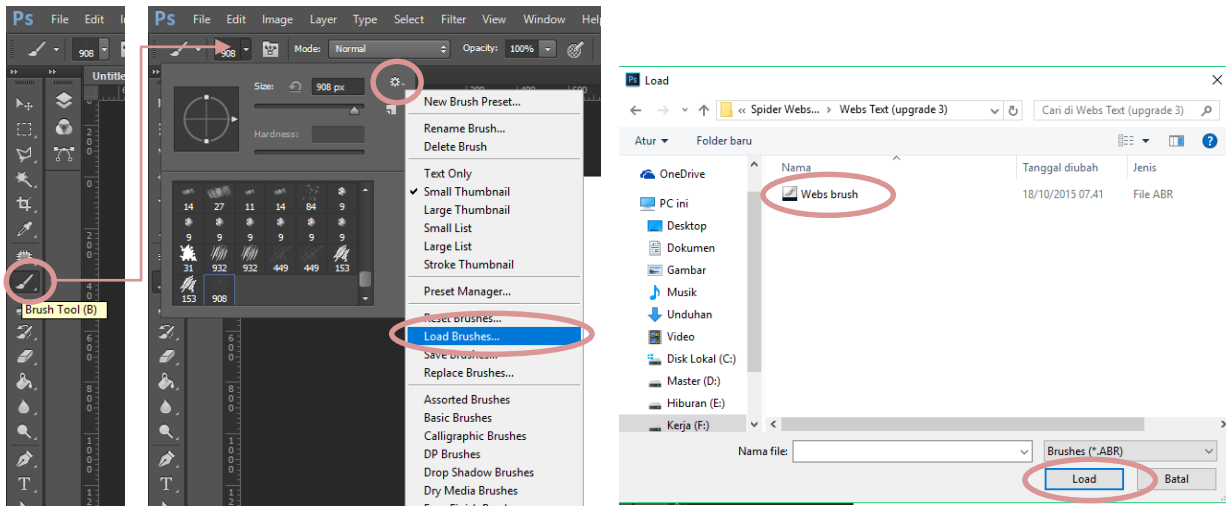 Ps File Edit I
908
Untitle
Brush Tool (B)
T
Ps File Edit Image Layer Type Select Filter View Window Help
908 Mode: Normal Opacity: 100%
Size: 908 px
Hardness:
14 27 11 14 84 9
9 9 9 9 9 9
31 932 932 449 449 153
153 908
New Brush Preset...
Rename Brush...
Delete Brush
Text Only
Small Thumbnail
Large Thumbnail
Small List
Large List
Stroke Thumbnail
Preset Manager...
Reset Brushes...
Load Brushes...
Save Brushes...
Replace Brushes...
Assorted Brushes
Basic Brushes
Calligraphic Brushes
DP Brushes
Drop Shadow Brushes
Dry Media Brushes
T
Ps Load
« Spider Webs... › Webs Text (upgrade 3)
Cari di Webs Text (upgrade 3)
Atur Folder baru
Nama Tanggal diubah Jenis
Webs brush 18/10/2015 07.41 File ABR
OneDrive
PC ini
Desktop
Dokumen
Gambar
Musik
Unduhan
Video
Disk Lokal (C:)
Master (D:)
Hiburan (E:)
Kerja (F:)
Nama file: Brushes (*.ABR)
Load Batal